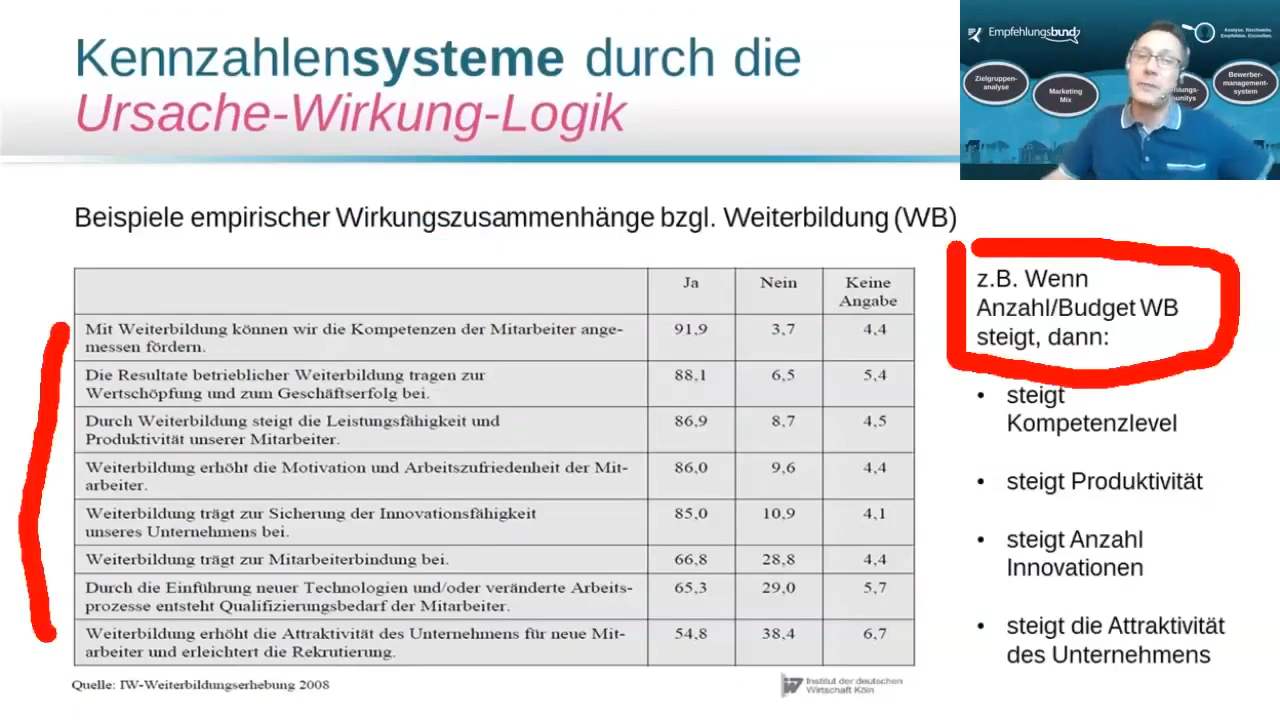 Kennzahlensysteme durch die
Ursache-Wirkung-Logik
Empfehlungsbund
Analyse. Reichweite.
Empfehlen. Einstellen.
Zielgruppen-
analyse
Marketing
Mix
Bewerber-
management-
system
Beispiele empirischer Wirkungszusammenhänge bzgl. Weiterbildung (WB)
Ja Nein Keine
Angabe
Mit Weiterbildung können wir die Kompetenzen der Mitarbeiter ange-
messen fördern. 91,9 3,7 4,4
Die Resultate betrieblicher Weiterbildung tragen zur
Wertschöpfung und zum Geschäftserfolg bei. 88,1 6,5 5,4
Durch Weiterbildung steigt die Leistungsfähigkeit und
Produktivität unserer Mitarbeiter. 86,9 8,7 4,5
Weiterbildung erhöht die Motivation und Arbeitszufriedenheit der Mit-
arbeiter. 86,0 9,6 4,4
Weiterbildung trägt zur Sicherung der Innovationsfähigkeit
unseres Unternehmens bei. 85,0 10,9 4,1
Weiterbildung trägt zur Mitarbeiterbindung bei. 66,8 28,8 4,4
Durch die Einführung neuer Technologien und/oder veränderte Arbeits-
prozesse entsteht Qualifizierungsbedarf der Mitarbeiter. 65,3 29,0 5,7
Weiterbildung erhöht die Attraktivität des Unternehmens für neue Mit-
arbeiter und erleichtert die Rekrutierung. 54,8 38,4 6,7
Quelle: IW-Weiterbildungserhebung 2008
Institut der deutschen
Wirtschaft Köln
z.B. Wenn
Anzahl/Budget WB
steigt, dann:
• steigt
Kompetenzlevel
• steigt Produktivität
• steigt Anzahl
Innovationen
• steigt die Attraktivität
des Unternehmens